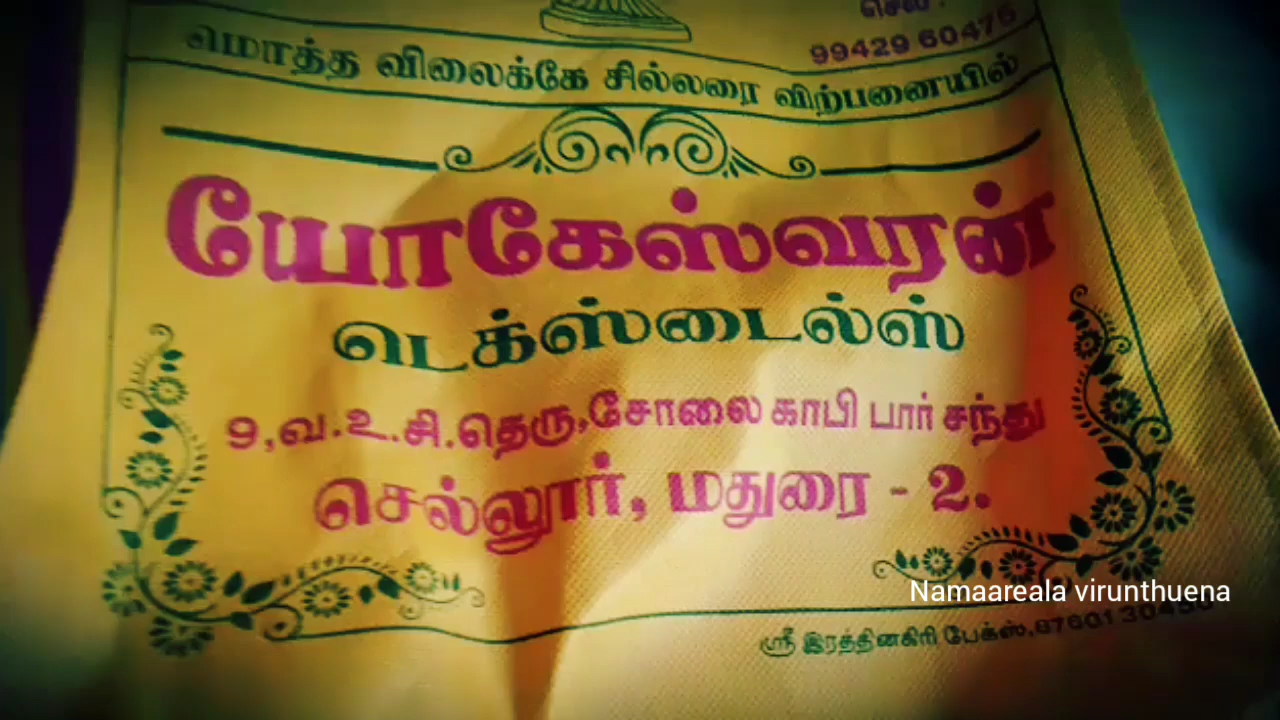 செல் :
99429 60476
மொத்த விலைக்கே சில்லரை விற்பனையில்
யோகேஸ்வரன்
டெக்ஸ்டைல்ஸ்
9,வ.உ.சி.தெரு,சோலை காபி பார் சந்து
செல்லூர், மதுரை - 2.
Namaareala virunthuena
ஸ்ரீ இரத்தினகிரி பேக்ஸ்,